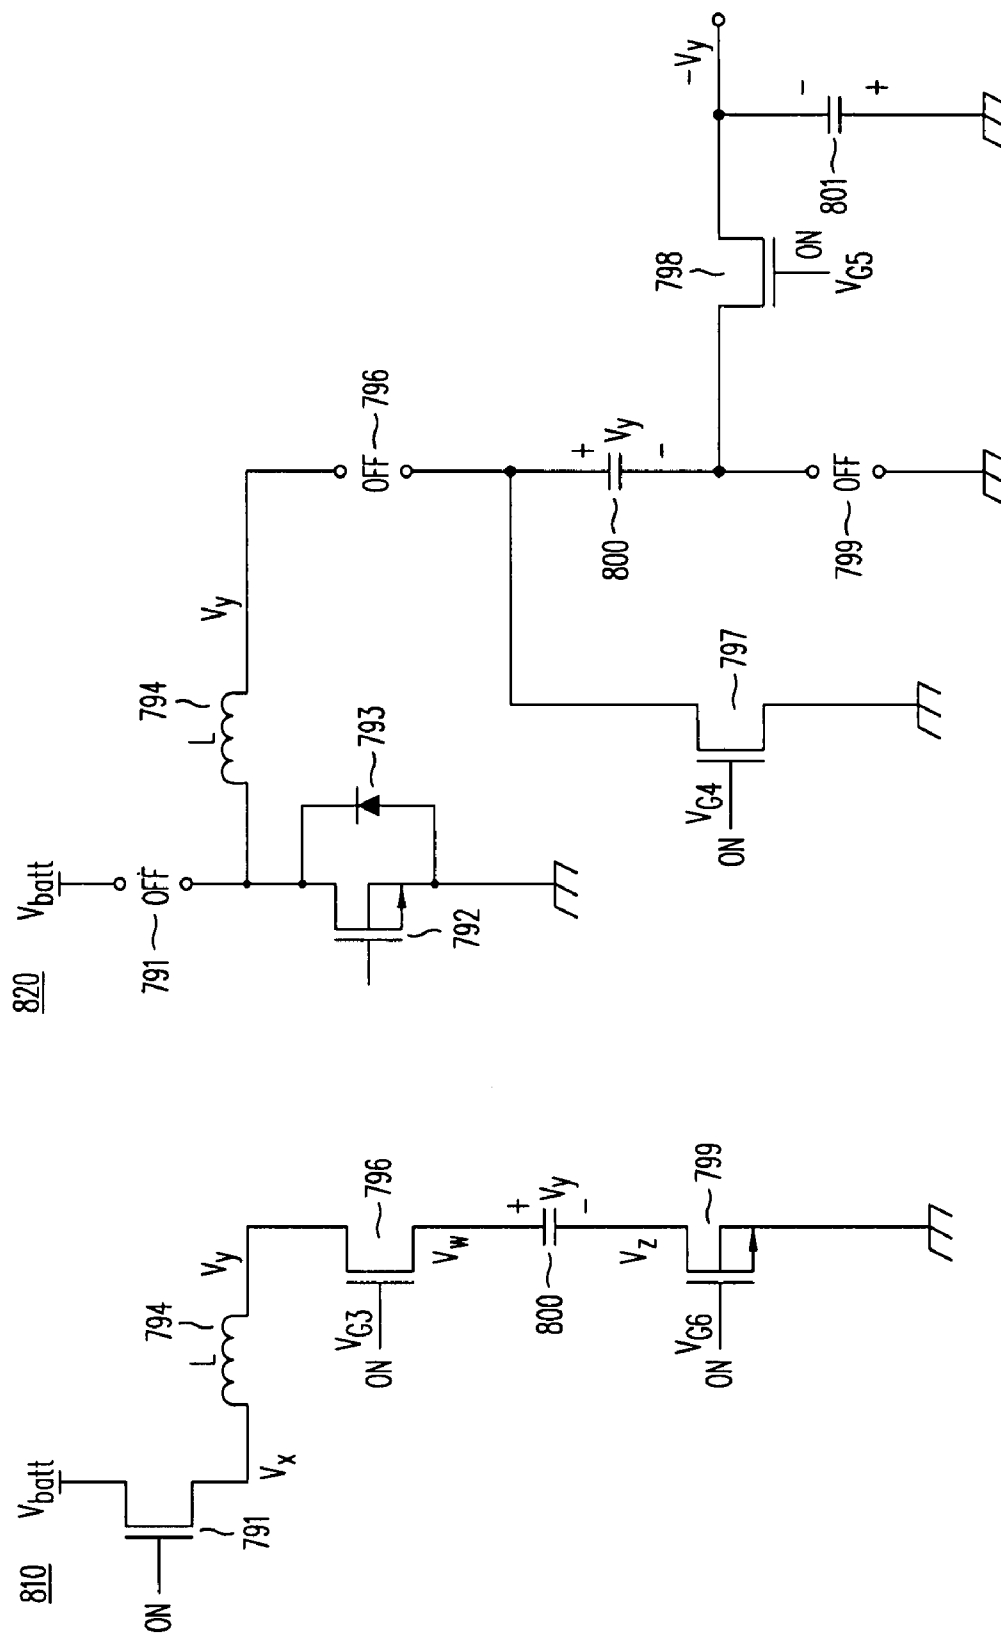 810
V_batt
ON
791
V_x
L
794
V_y
V_G3
ON
796
V_w
+
V_y
-
800
V_z
V_G6
ON
799
820
V_batt
791
OFF
792
793
L
794
V_y
OFF
796
+
V_y
-
800
V_G4
ON
797
799
OFF
798
ON
V_G5
-V_y
-
+
801